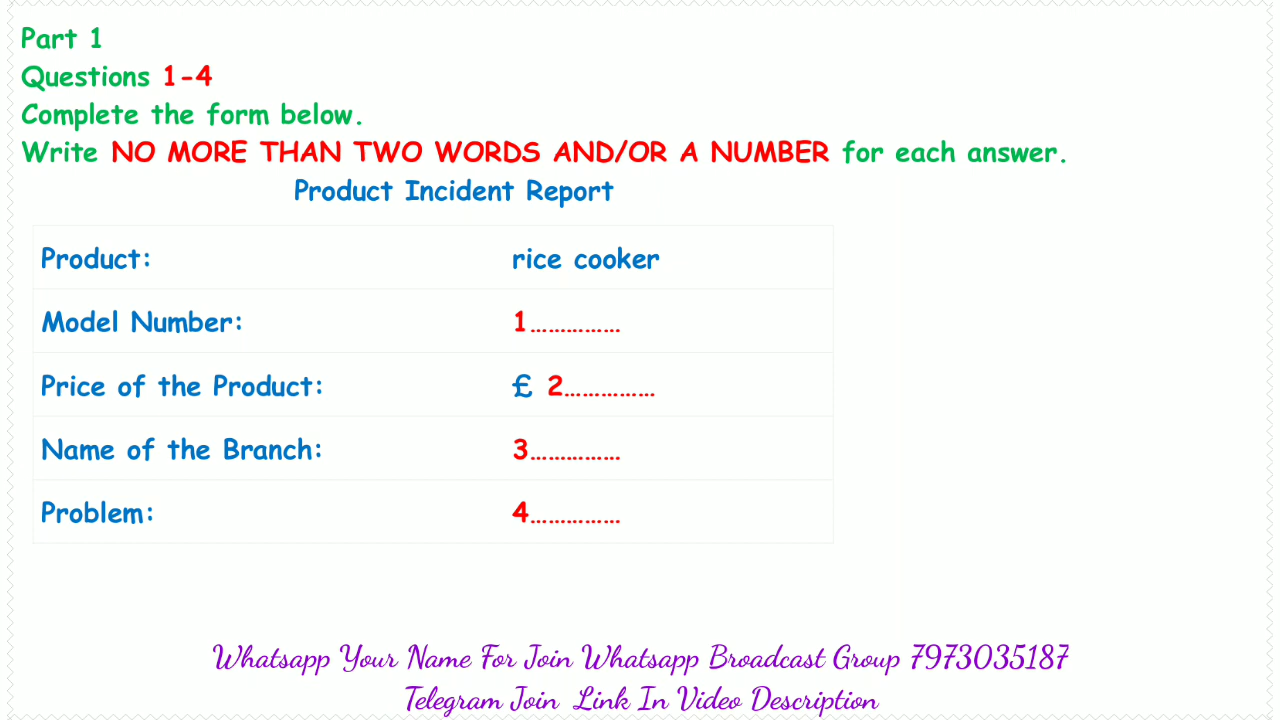 Part 1
Questions 1-4
Complete the form below.
Write NO MORE THAN TWO WORDS AND/OR A NUMBER for each answer.
Product Incident Report
Product: rice cooker
Model Number: 1……………
Price of the Product: £ 2……………
Name of the Branch: 3……………
Problem: 4……………
Whatsapp Your Name For Join Whatsapp Broadcast Group 7973035187
Telegram Join Link In Video Description